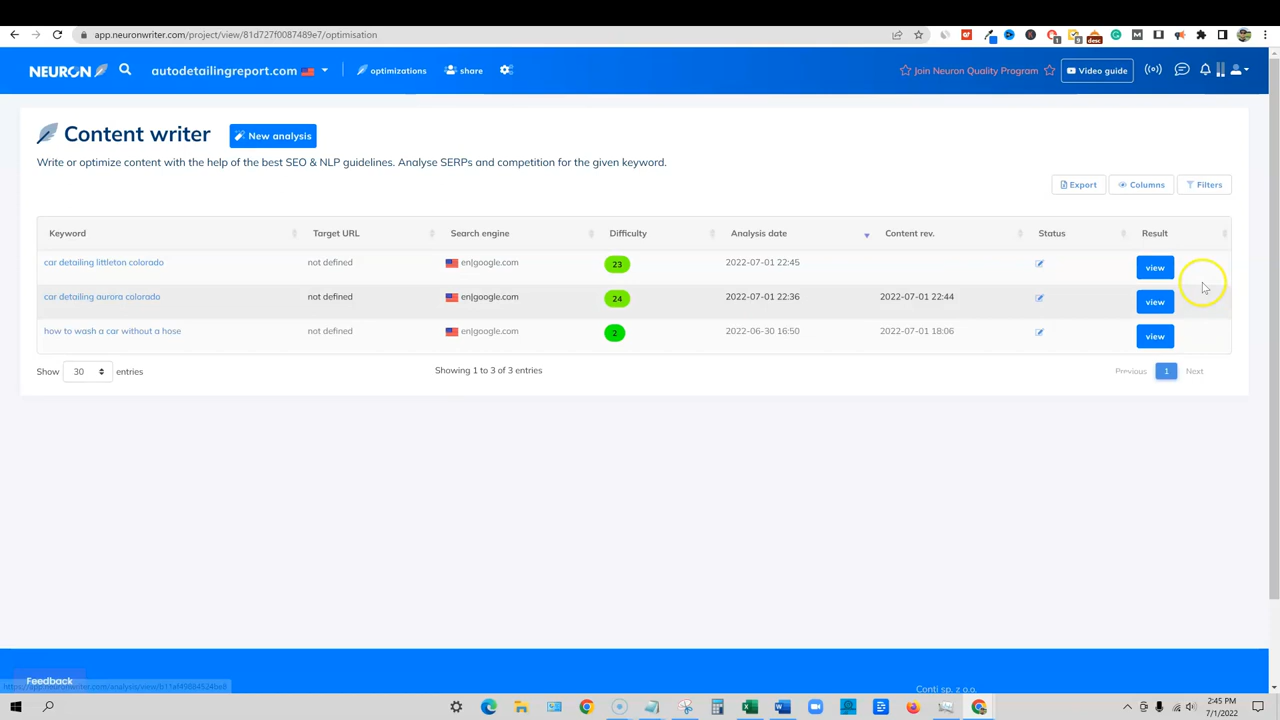 app.neuronwriter.com/project/view/81d727f0087489e7/optimisation
NEURON autodetailingreport.com optimizations share Join Neuron Quality Program Video guide
Content writer New analysis
Write or optimize content with the help of the best SEO & NLP guidelines. Analyse SERPs and competition for the given keyword.
Export Columns Filters
Keyword Target URL Search engine Difficulty Analysis date Content rev. Status Result
car detailing littleton colorado not defined en|google.com 23 2022-07-01 22:45 view
car detailing aurora colorado not defined en|google.com 24 2022-07-01 22:36 2022-07-01 22:44 view
how to wash a car without a hose not defined en|google.com 2 2022-06-30 16:50 2022-07-01 18:06 view
Show 30 entries Showing 1 to 3 of 3 entries Previous 1 Next
Feedback
Conti sp. z o.o.
2:45 PM
7/1/2022